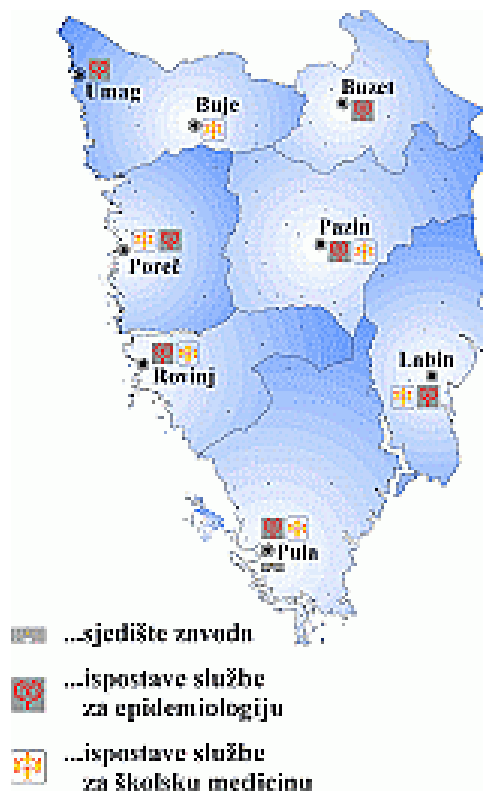 Umag
Buzet
Buje
Pazin
Poreč
Labin
Rovinj
Pula
...sjedište zavoda
...ispostave službe
za epidemiologiju
...ispostave službe
za školsku medicinu